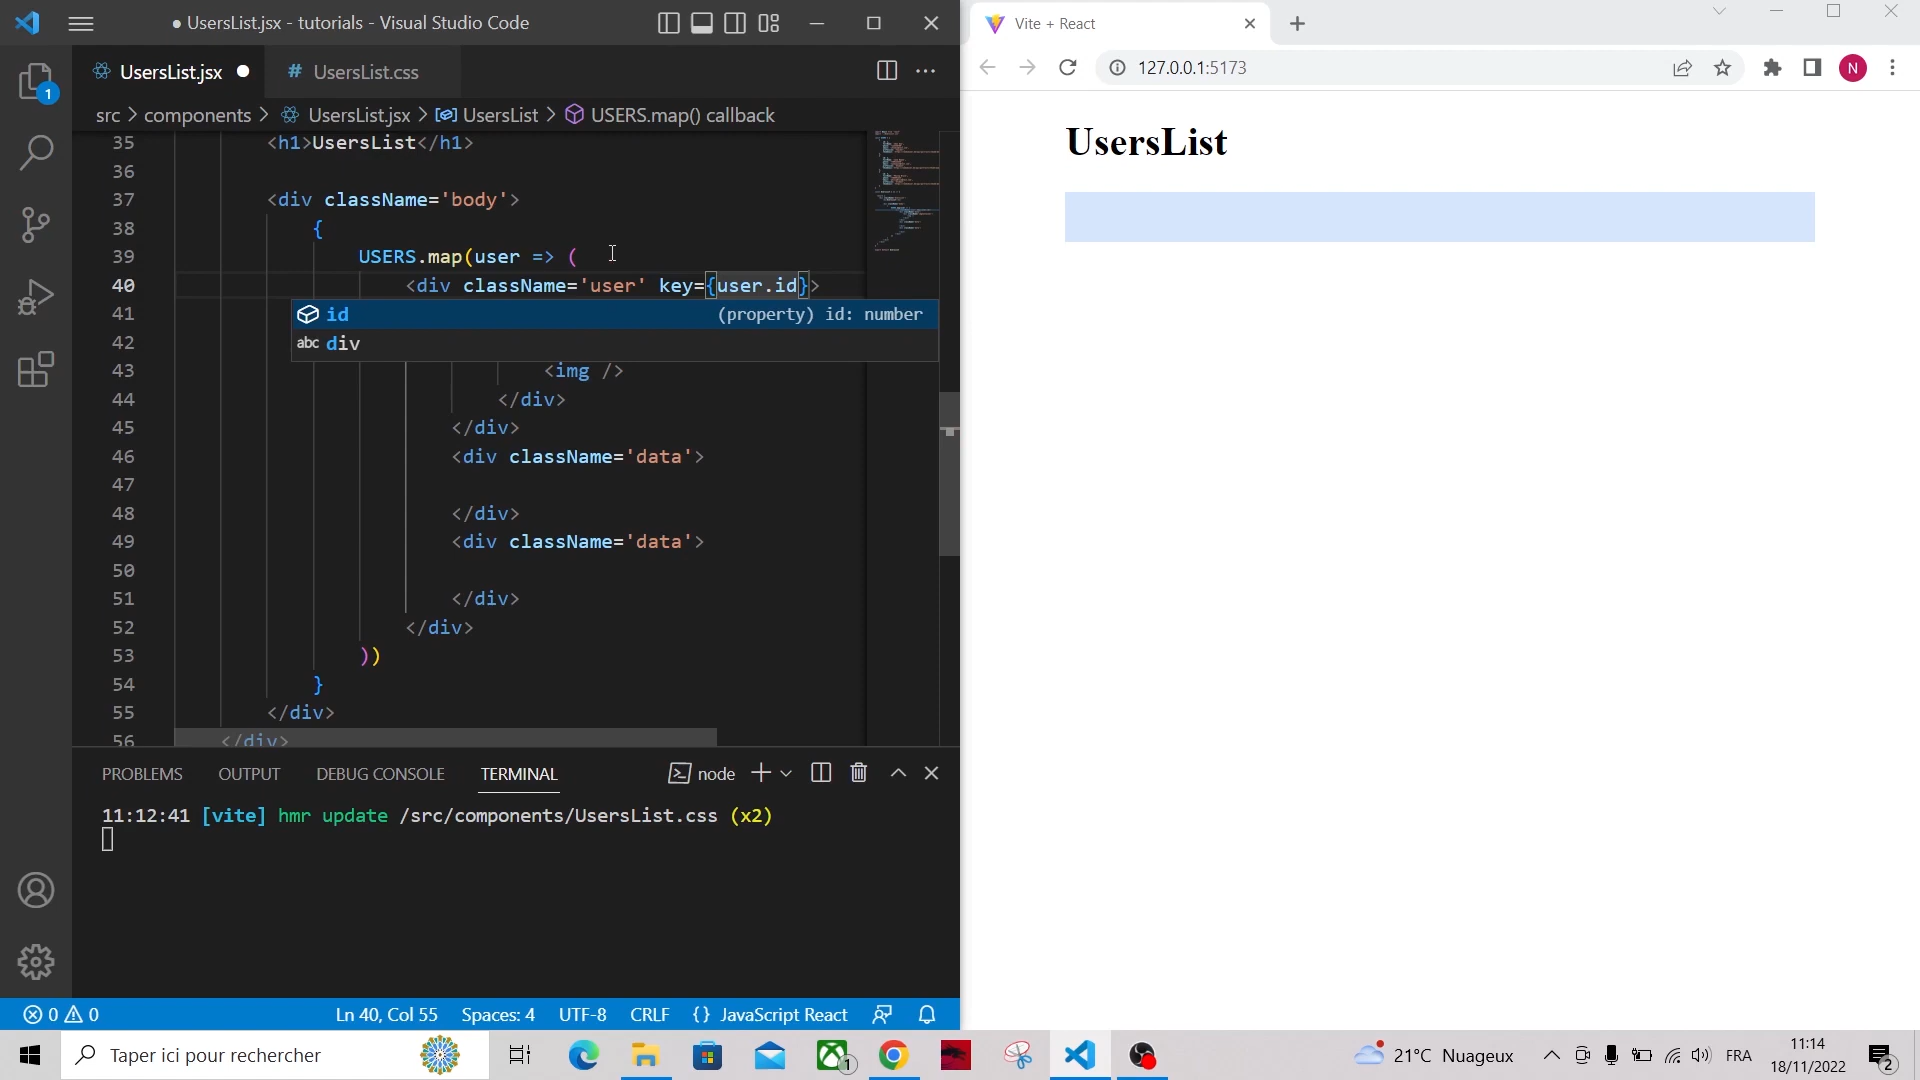 UsersList.jsx - tutorials - Visual Studio Code
UsersList.jsx
# UsersList.css
1
src > components > UsersList.jsx > UsersList > USERS.map() callback
35 <h1>UsersList</h1>
36
37 <div className='body'>
38 {
39 USERS.map(user => (
40 <div className='user' key={user.id}>
41 id (property) id: number
42 abc div
43 <img />
44 </div>
45 </div>
46 <div className='data'>
47
48 </div>
49 <div className='data'>
50
51 </div>
52 </div>
53 ))
54 }
55 </div>
56 </div>
PROBLEMS OUTPUT DEBUG CONSOLE TERMINAL node
11:12:41 [vite] hmr update /src/components/UsersList.css (x2)
0 0 Ln 40, Col 55 Spaces: 4 UTF-8 CRLF {} JavaScript React
Vite + React
127.0.0.1:5173
N
UsersList
Taper ici pour rechercher
1
21°C Nuageux
FRA
11:14
18/11/2022
2